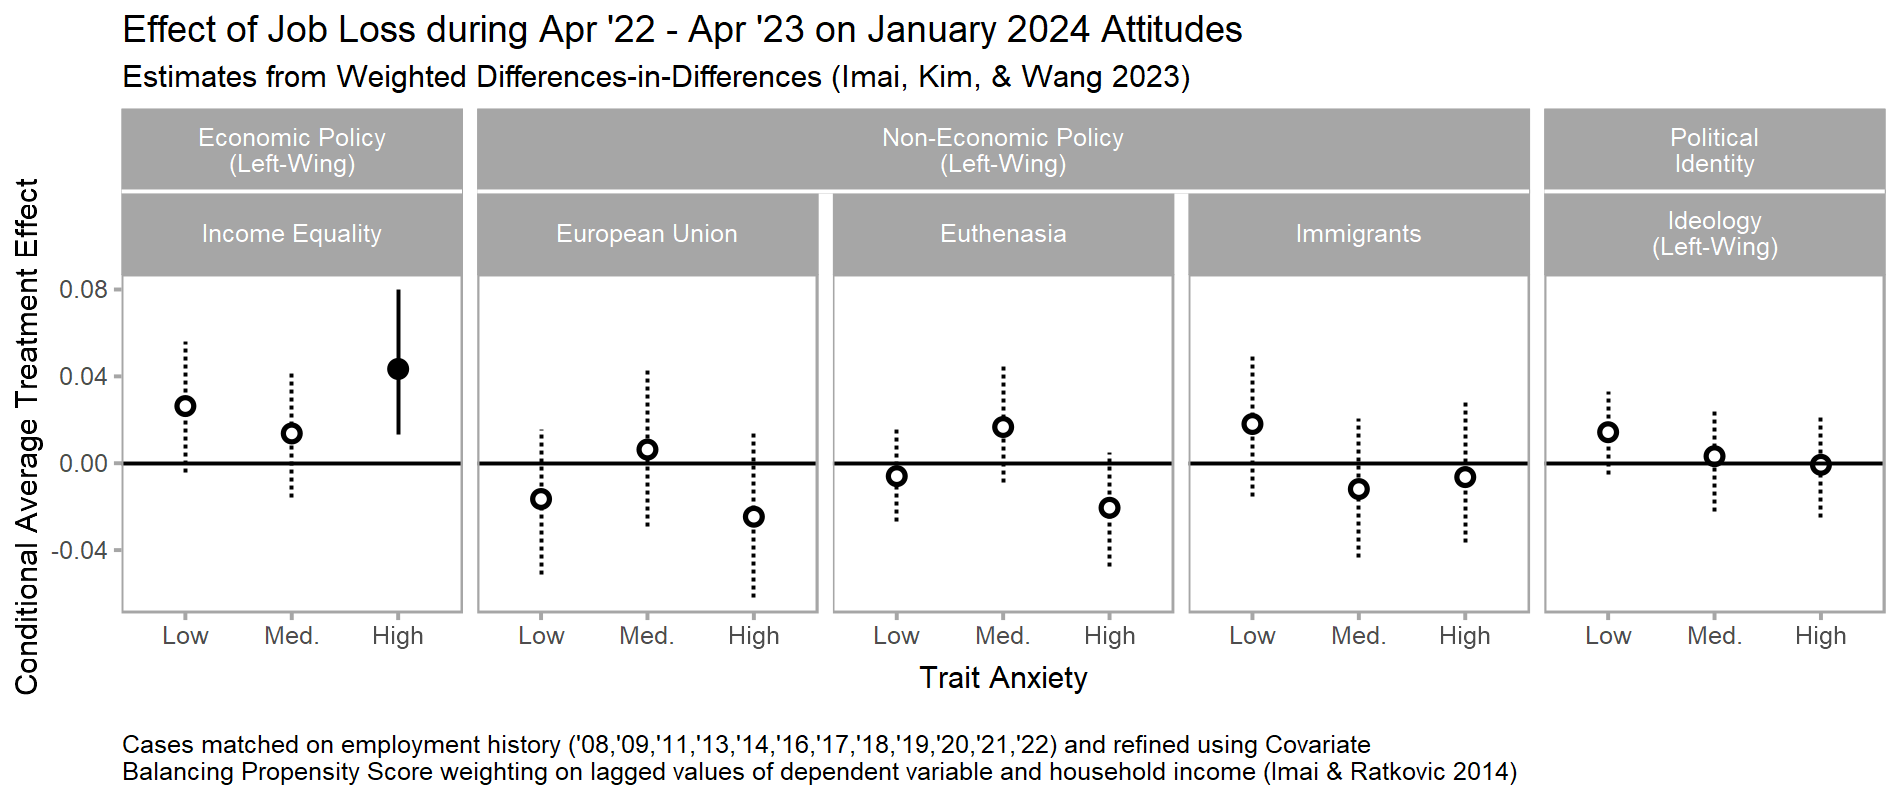 Effect of Job Loss during Apr '22 - Apr '23 on January 2024 Attitudes
Estimates from Weighted Differences-in-Differences (Imai, Kim, & Wang 2023)
Economic Policy
(Left-Wing)
Non-Economic Policy
(Left-Wing)
Political
Identity
Income Equality
European Union
Euthenasia
Immigrants
Ideology
(Left-Wing)
Conditional Average Treatment Effect
0.08
0.04
0.00
-0.04
Low Med. High
Low Med. High
Low Med. High
Low Med. High
Low Med. High
Trait Anxiety
Cases matched on employment history ('08,'09,'11,'13,'14,'16,'17,'18,'19,'20,'21,'22) and refined using Covariate
Balancing Propensity Score weighting on lagged values of dependent variable and household income (Imai & Ratkovic 2014)